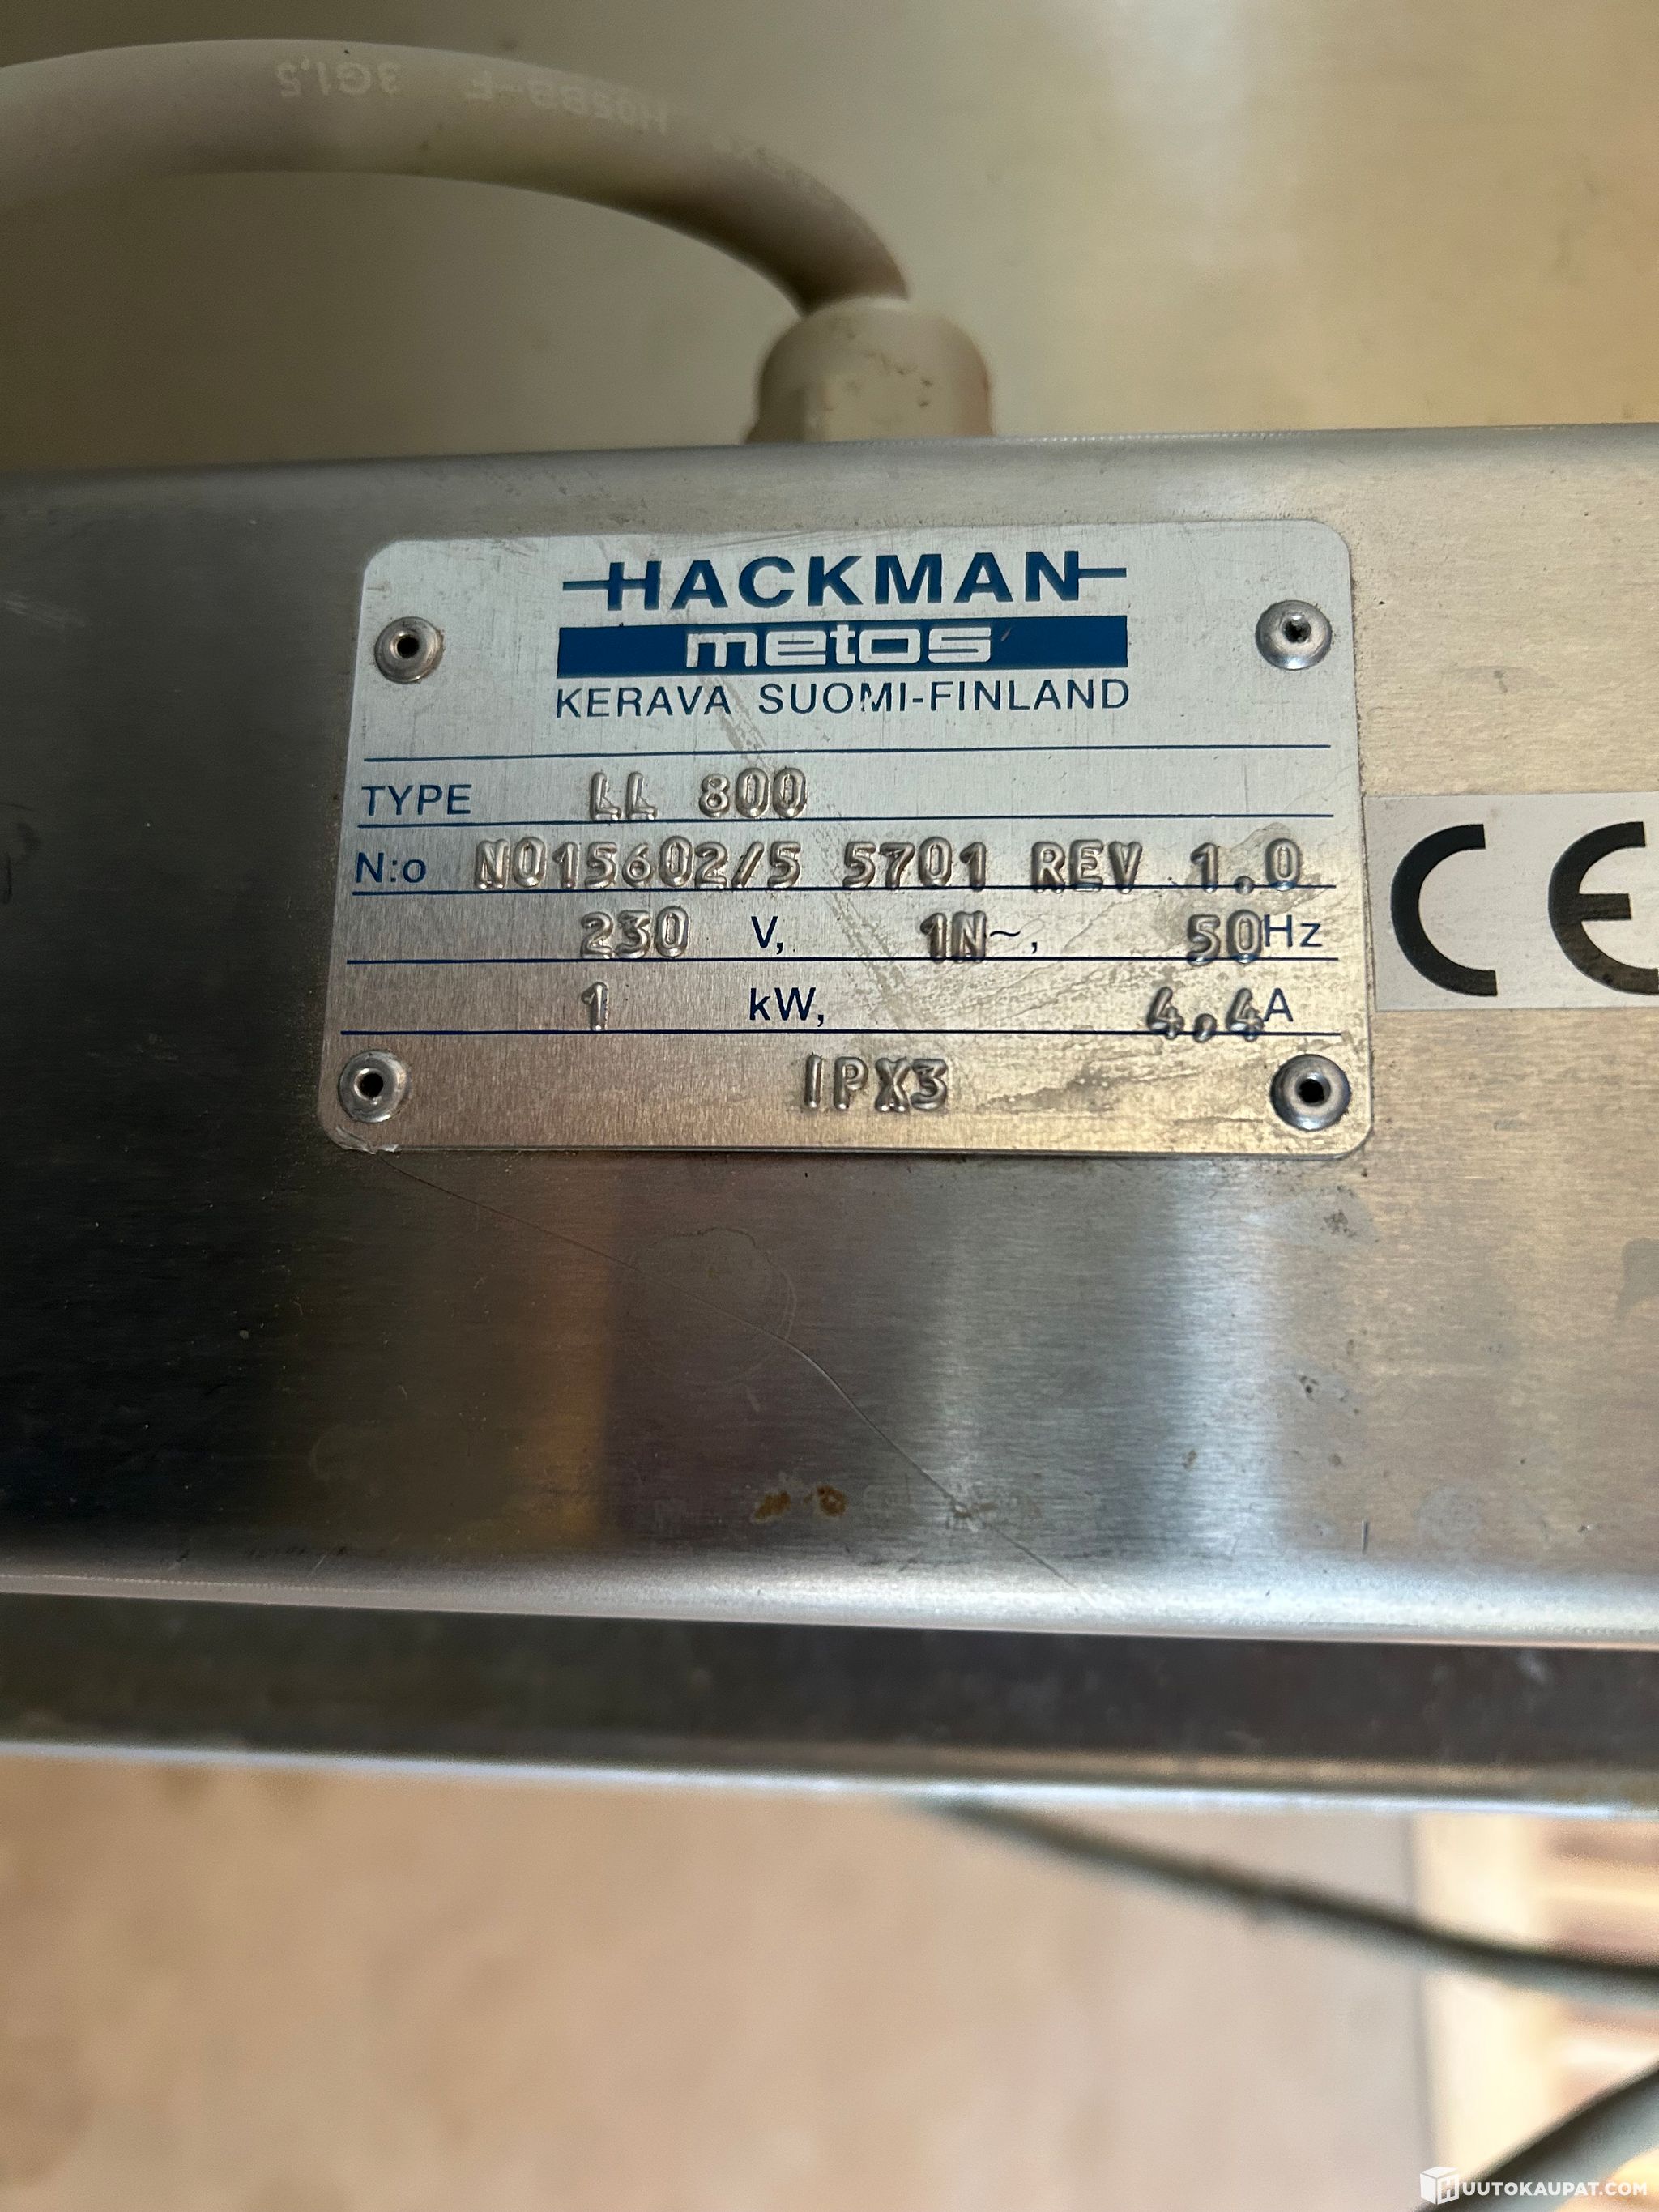 3G1,5 H05BB-F
HACKMAN
metos
KERAVA SUOMI-FINLAND
TYPE LL 800
N:o NO15602/5 5701 REV 1.0
230 V, 1N~, 50Hz
1 kW, 4,4A
IPX3
CE
HUUTOKAUPAT.COM